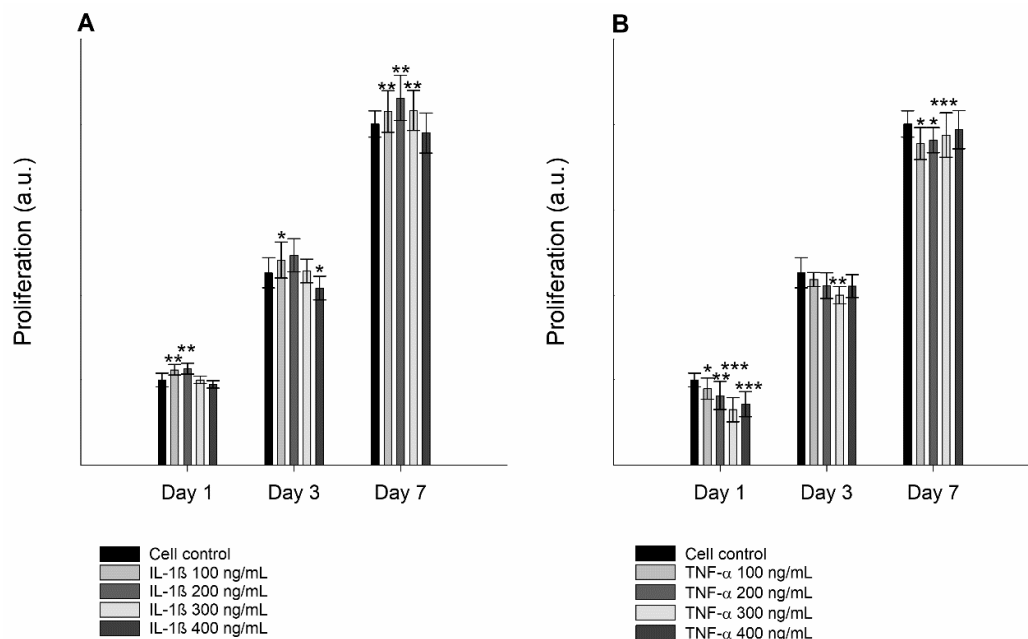 A
Proliferation (a.u.)
** **
* *
** ** **
Day 1 Day 3 Day 7
Cell control
IL-1ß 100 ng/mL
IL-1ß 200 ng/mL
IL-1ß 300 ng/mL
IL-1ß 400 ng/mL
B
Proliferation (a.u.)
* ** *** ***
**
* * ***
Day 1 Day 3 Day 7
Cell control
TNF-α 100 ng/mL
TNF-α 200 ng/mL
TNF-α 300 ng/mL
TNF-α 400 ng/mL